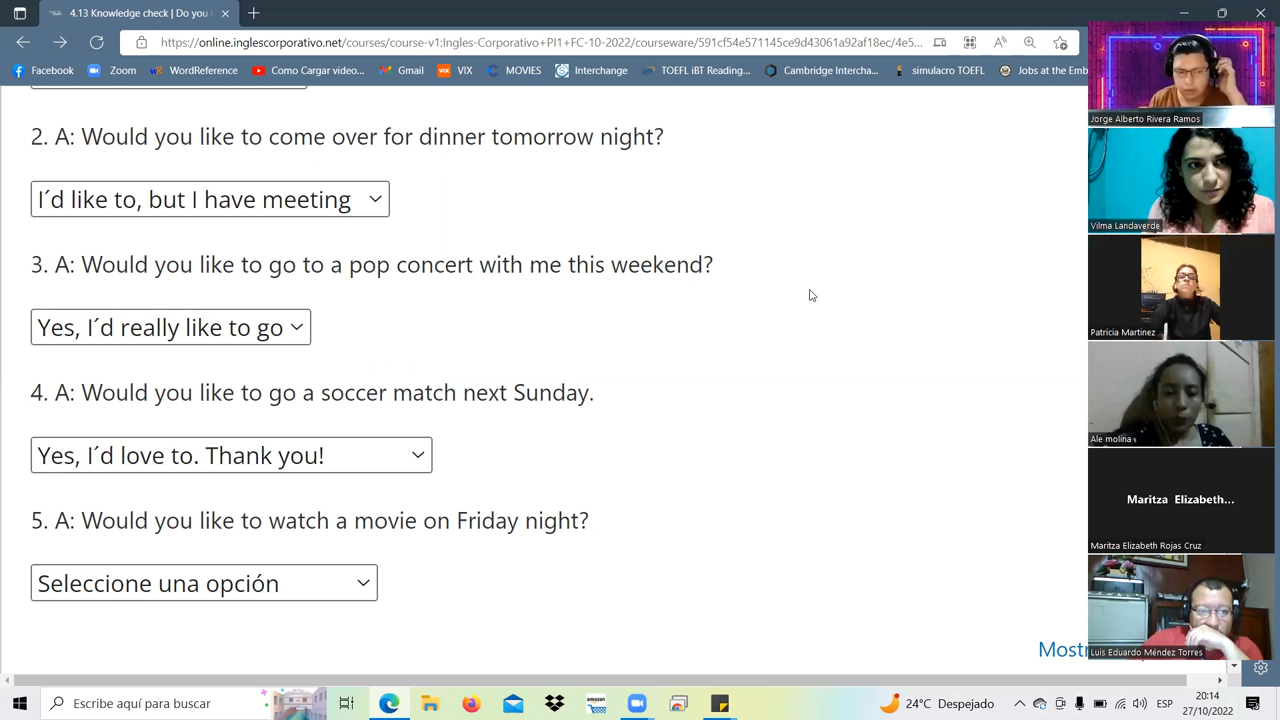 4.13 Knowledge check | Do you
https://online.inglescorporativo.net/courses/course-v1:Ingles-Corporativo+PI1+FC-10-2022/courseware/591cf54e571145ce9d43061a92af18ec/4e5...
Facebook Zoom WordReference Como Cargar video... Gmail VIX MOVIES Interchange TOEFL iBT Reading... Cambridge Intercha... simulacro TOEFL Jobs at the Emb
2. A: Would you like to come over for dinner tomorrow night?
I´d like to, but I have meeting
3. A: Would you like to go to a pop concert with me this weekend?
Yes, I´d really like to go
4. A: Would you like to go a soccer match next Sunday.
Yes, I´d love to. Thank you!
5. A: Would you like to watch a movie on Friday night?
Seleccione una opción
Jorge Alberto Rivera Ramos
Vilma Landaverde
Patricia Martinez
Ale molina
Maritza Elizabeth...
Maritza Elizabeth Rojas Cruz
Luis Eduardo Méndez Torres
Escribe aquí para buscar
24°C Despejado
ESP
20:14
27/10/2022